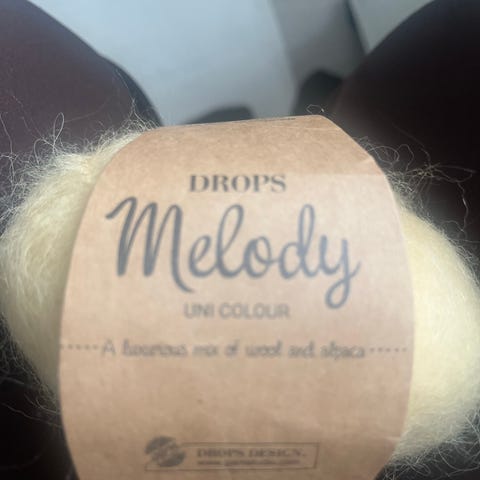 DROPS
Melody
UNI COLOUR
A luxurious mix of wool and alpaca
DROPS DESIGN.